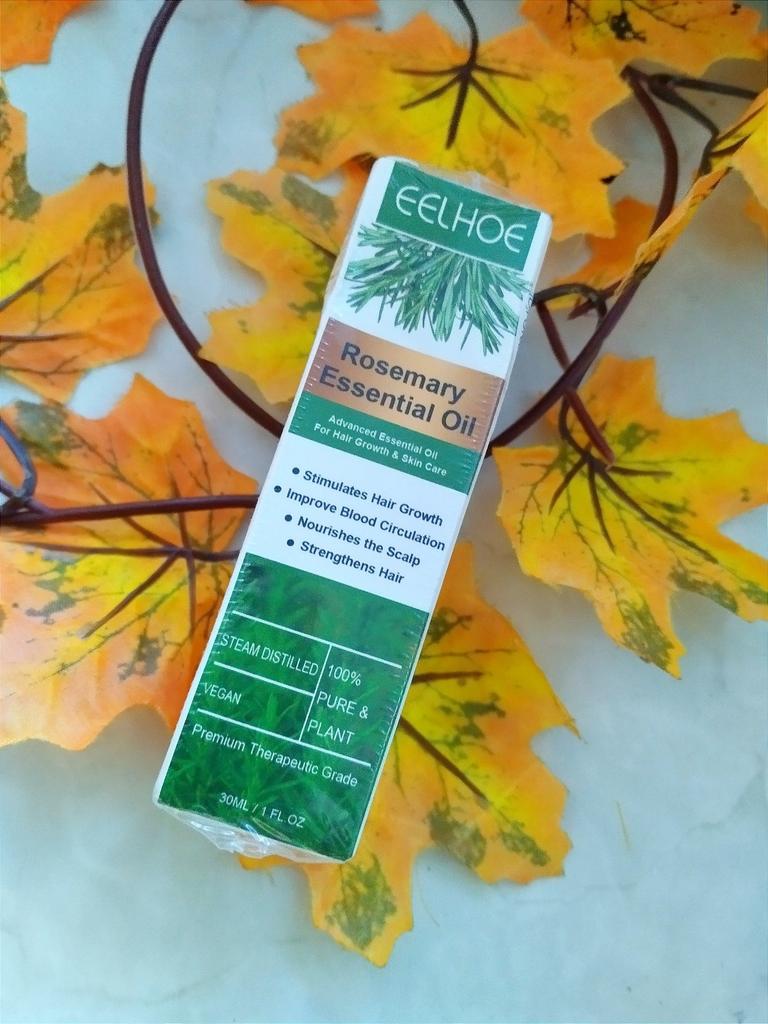 EELHOE
Rosemary
Essential Oil
Advanced Essential Oil
For Hair Growth & Skin Care
• Stimulates Hair Growth
• Improve Blood Circulation
• Nourishes the Scalp
• Strengthens Hair
STEAM DISTILLED
VEGAN
100%
PURE &
PLANT
Premium Therapeutic Grade
30ML / 1 FL.OZ